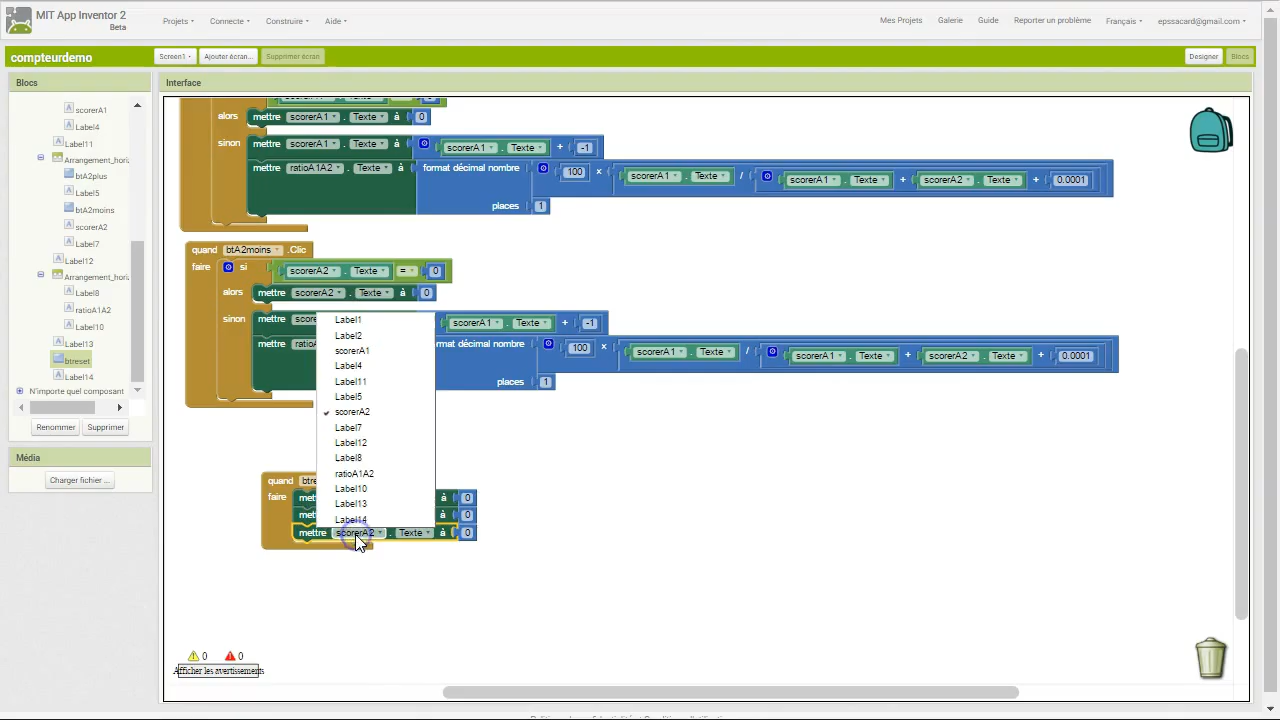 MIT App Inventor 2
Beta
Projets Connecte Construire Aide
Mes Projets Galerie Guide Reporter un problème Français epssacard@gmail.com
compteurdemo
Screen1 Ajouter écran... Supprimer écran
Designer Blocs
Blocs
Interface
scorerA1
Label4
Label11
Arrangement_horiz
btA2plus
Label5
btA2moins
scorerA2
Label7
Label12
Arrangement_horiz
Label8
ratioA1A2
Label10
Label13
btreset
Label14
N'importe quel composant
Renommer Supprimer
Média
Charger fichier ...
alors mettre scorerA1 . Texte à 0
sinon mettre scorerA1 . Texte à scorerA1 . Texte + -1
mettre ratioA1A2 . Texte à format décimal nombre 100 × scorerA1 . Texte / scorerA1 . Texte + scorerA2 . Texte + 0.0001
places 1
quand btA2moins .Clic
faire si scorerA2 . Texte = 0
alors mettre scorerA2 . Texte à 0
sinon mettre scorerA1 . Texte + -1
mettre 100 × scorerA1 . Texte / scorerA1 . Texte + scorerA2 . Texte + 0.0001
places 1
Label1
Label2
scorerA1
Label4
Label11
Label5
scorerA2
Label7
Label12
Label8
ratioA1A2
Label10
Label13
Label14
quand
faire à 0
à 0
mettre scorerA2 . Texte à 0
0 0
Afficher les avertissements